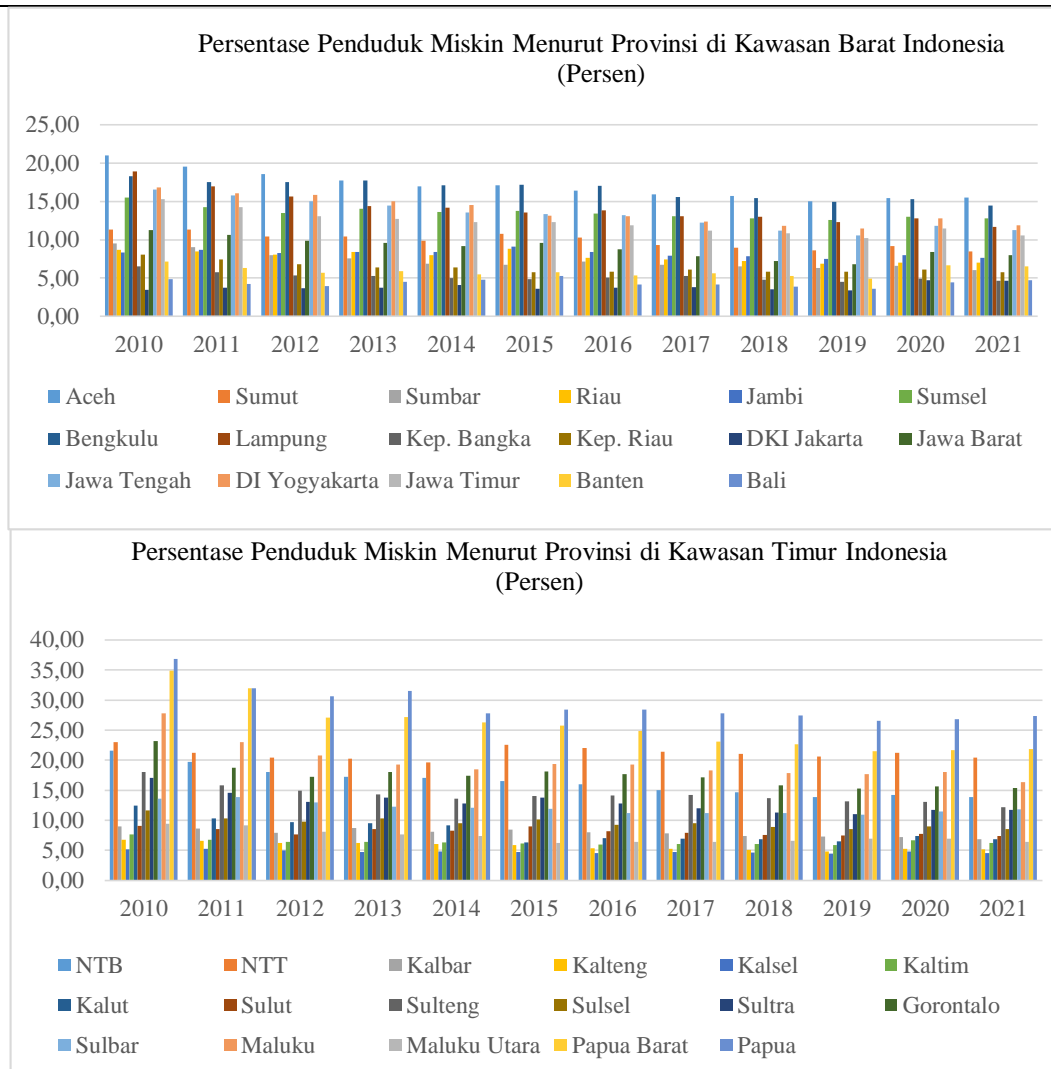 Persentase Penduduk Miskin Menurut Provinsi di Kawasan Barat Indonesia
(Persen)
25,00
20,00
15,00
10,00
5,00
0,00
2010 2011 2012 2013 2014 2015 2016 2017 2018 2019 2020 2021
Aceh Sumut Sumbar Riau Jambi Sumsel
Bengkulu Lampung Kep. Bangka Kep. Riau DKI Jakarta Jawa Barat
Jawa Tengah DI Yogyakarta Jawa Timur Banten Bali
Persentase Penduduk Miskin Menurut Provinsi di Kawasan Timur Indonesia
(Persen)
40,00
35,00
30,00
25,00
20,00
15,00
10,00
5,00
0,00
2010 2011 2012 2013 2014 2015 2016 2017 2018 2019 2020 2021
NTB NTT Kalbar Kalteng Kalsel Kaltim
Kalut Sulut Sulteng Sulsel Sultra Gorontalo
Sulbar Maluku Maluku Utara Papua Barat Papua